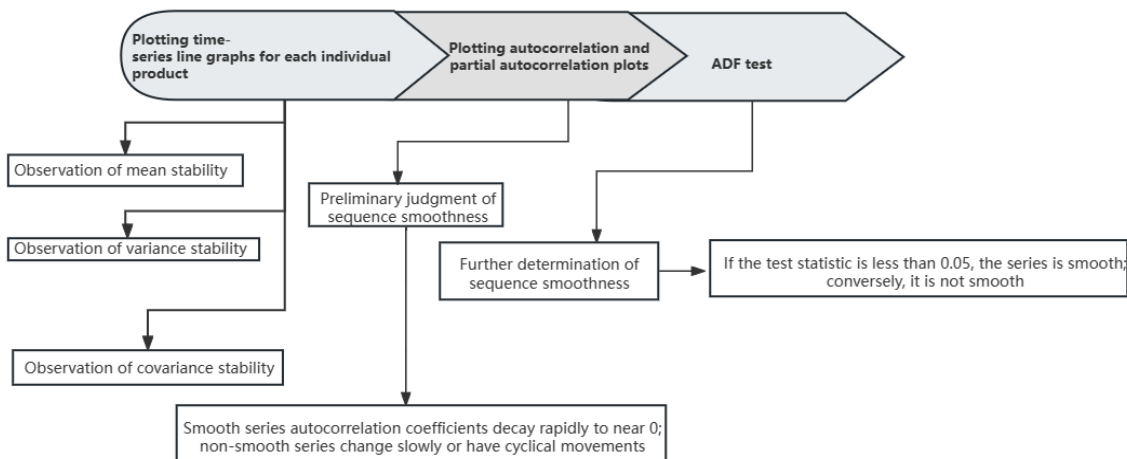 Plotting time-
series line graphs for each individual
product
Plotting autocorrelation and
partial autocorrelation plots
ADF test
Observation of mean stability
Observation of variance stability
Observation of covariance stability
Preliminary judgment of
sequence smoothness
Smooth series autocorrelation coefficients decay rapidly to near 0;
non-smooth series change slowly or have cyclical movements
Further determination of
sequence smoothness
If the test statistic is less than 0.05, the series is smooth;
conversely, it is not smooth